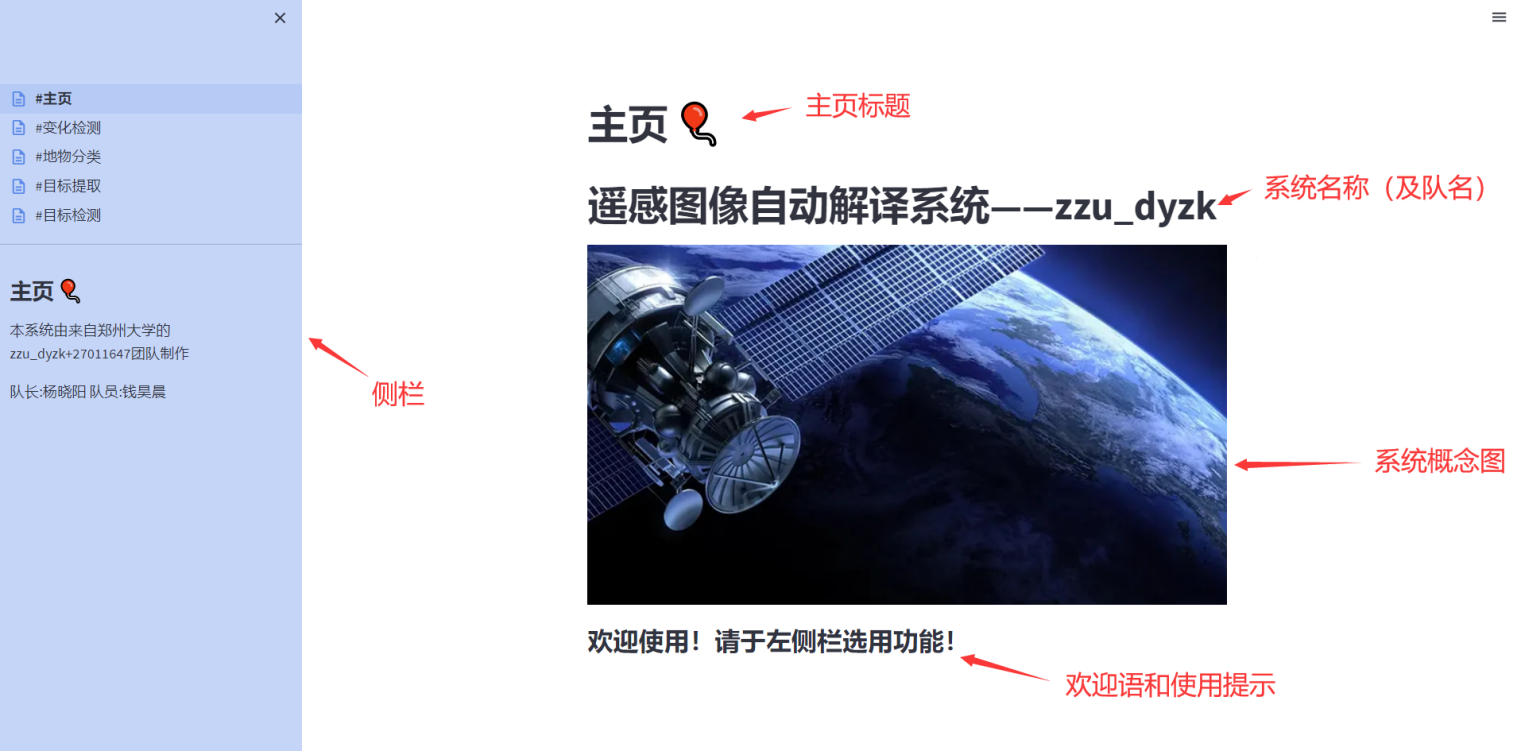 #主页
#变化检测
#地物分类
#目标提取
#目标检测
主页
本系统由来自郑州大学的
zzu_dyzk+27011647团队制作
队长:杨晓阳 队员:钱昊晨
侧栏
主页
主页标题
遥感图像自动解译系统——zzu_dyzk
系统名称（及队名）
系统概念图
欢迎使用！请于左侧栏选用功能！
欢迎语和使用提示